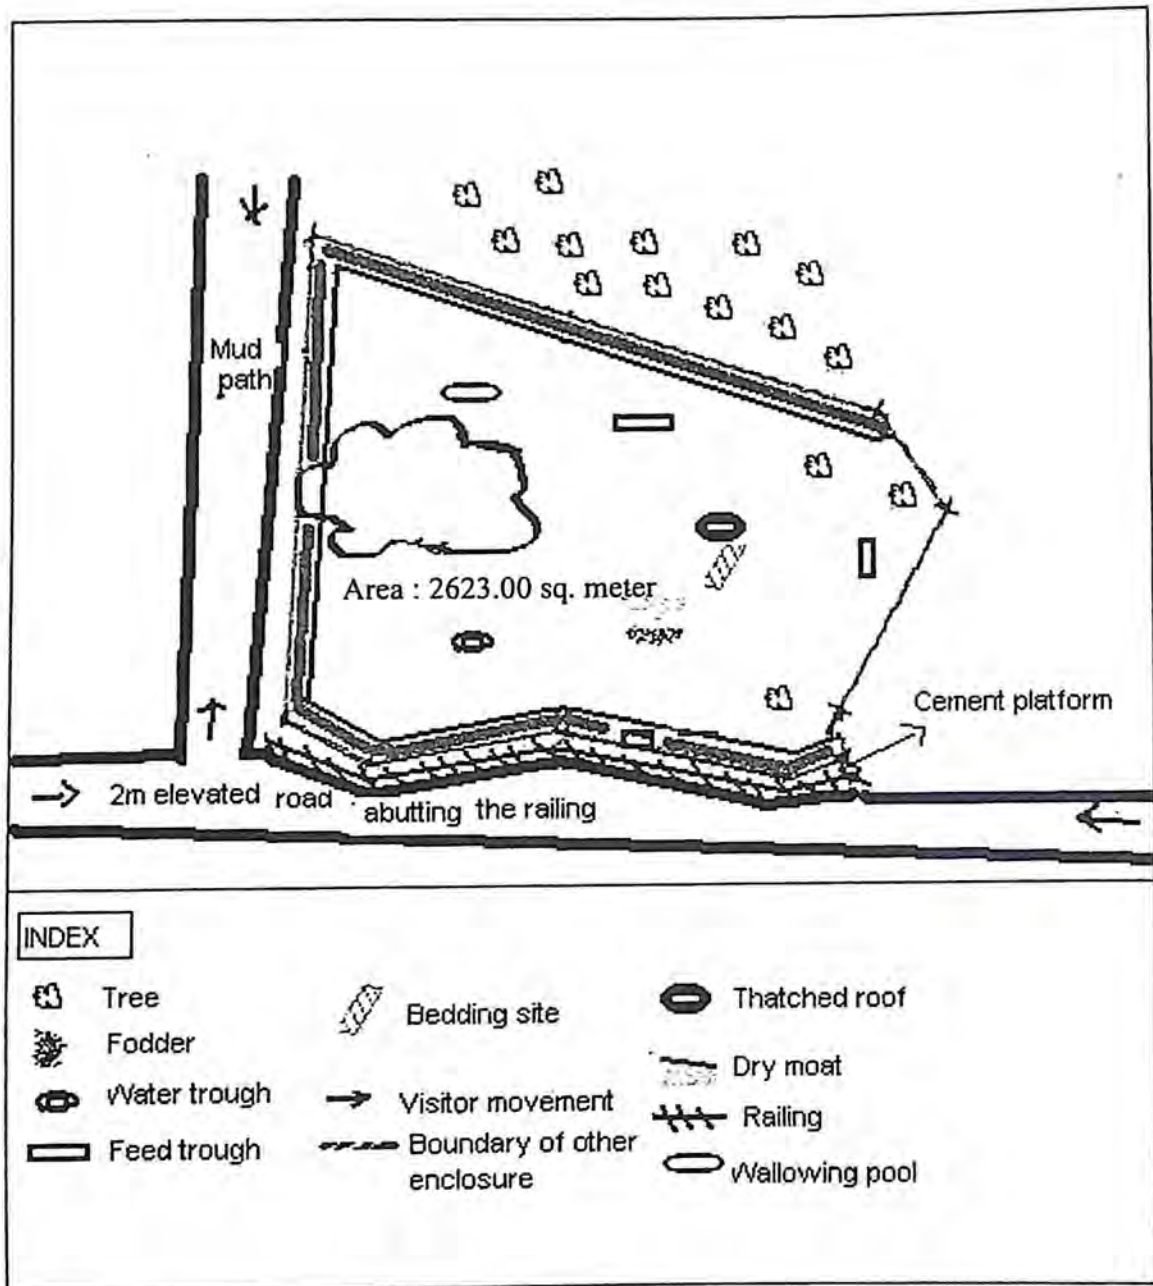 Mud
path
Area : 2623.00 sq. meter
Cement platform
2m elevated road abutting the railing
INDEX
Tree
Fodder
Water trough
Feed trough
Bedding site
Visitor movement
Boundary of other
enclosure
Thatched roof
Dry moat
Railing
Wallowing pool